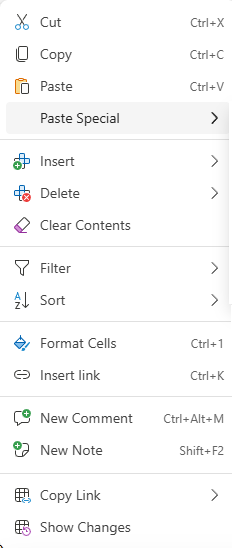 Cut Ctrl+X
Copy Ctrl+C
Paste Ctrl+V
Paste Special
Insert
Delete
Clear Contents
Filter
Sort
Format Cells Ctrl+1
Insert link Ctrl+K
New Comment Ctrl+Alt+M
New Note Shift+F2
Copy Link
Show Changes